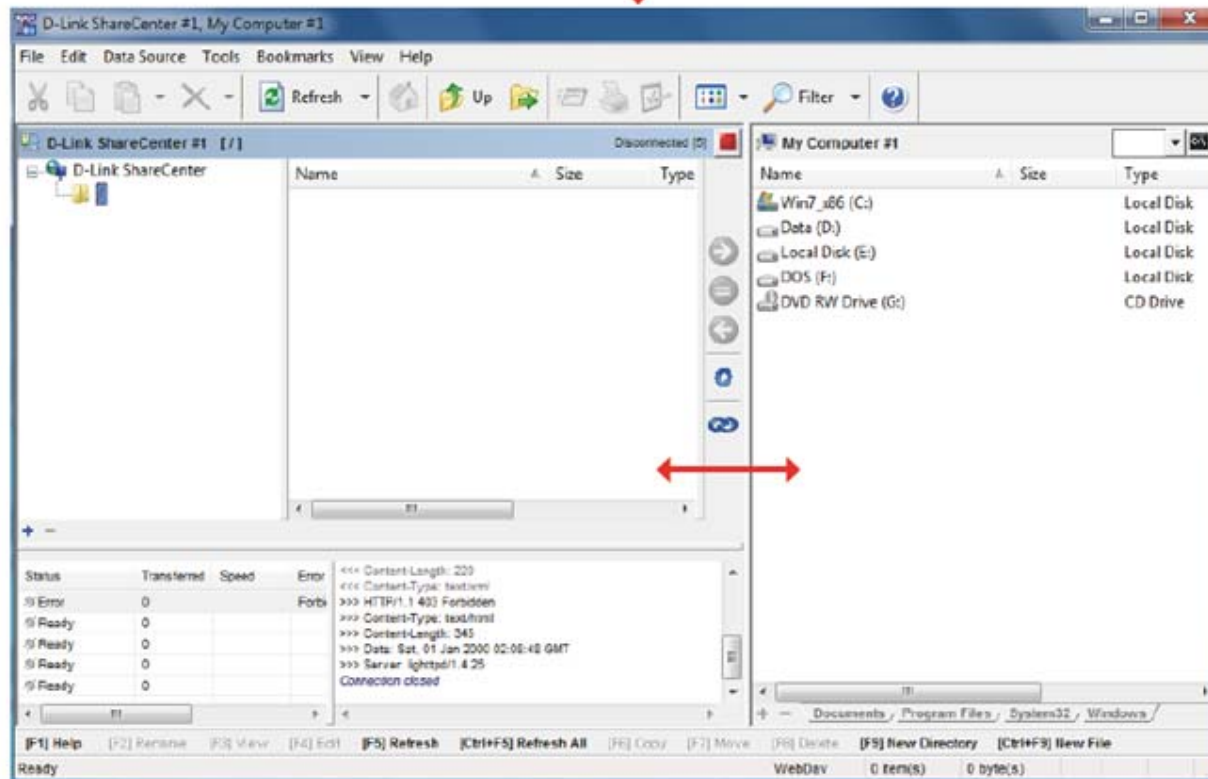 D-Link ShareCenter #1, My Computer #1
File Edit Data Source Tools Bookmarks View Help
Refresh Up Filter
D-Link ShareCenter #1 [/] Disconnected [5]
D-Link ShareCenter
Name Size Type
My Computer #1
Name Size Type
Win7_x86 (C:) Local Disk
Data (D:) Local Disk
Local Disk (E:) Local Disk
DOS (F:) Local Disk
DVD RW Drive (G:) CD Drive
Status Transferred Speed Error
Error 0 Forbi
Ready 0
Ready 0
Ready 0
Ready 0
<<< Content-Length: 220
<<< Content-Type: text/xml
>>> HTTP/1.1 403 Forbidden
>>> Content-Type: text/html
>>> Content-Length: 345
>>> Date: Sat, 01 Jan 2000 02:08:48 GMT
>>> Server: lighttpd/1.4.25
Connection closed
Documents Program Files System32 Windows
[F1] Help [F2] Rename [F3] View [F4] Edit [F5] Refresh [Ctrl+F5] Refresh All [F6] Copy [F7] Move [F8] Delete [F9] New Directory [Ctrl+F9] New File
Ready WebDav 0 item(s) 0 byte(s)